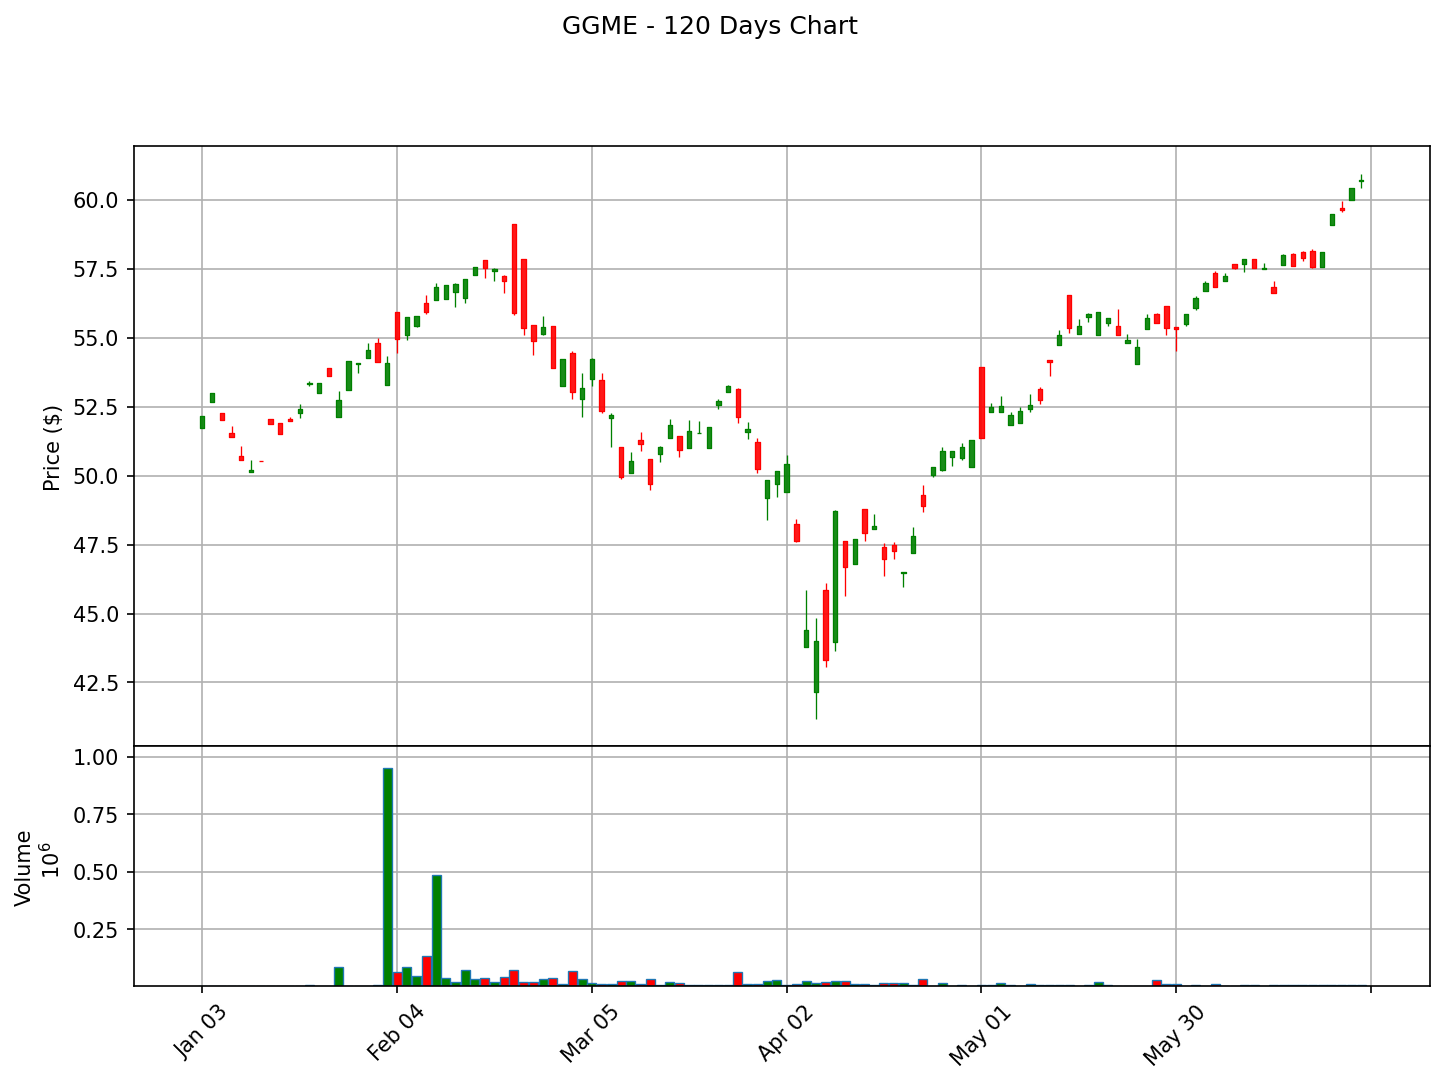 GGME - 120 Days Chart
60.0
57.5
55.0
52.5
50.0
47.5
45.0
42.5
Price ($)
1.00
0.75
0.50
0.25
Volume
10⁶
Jan 03
Feb 04
Mar 05
Apr 02
May 01
May 30